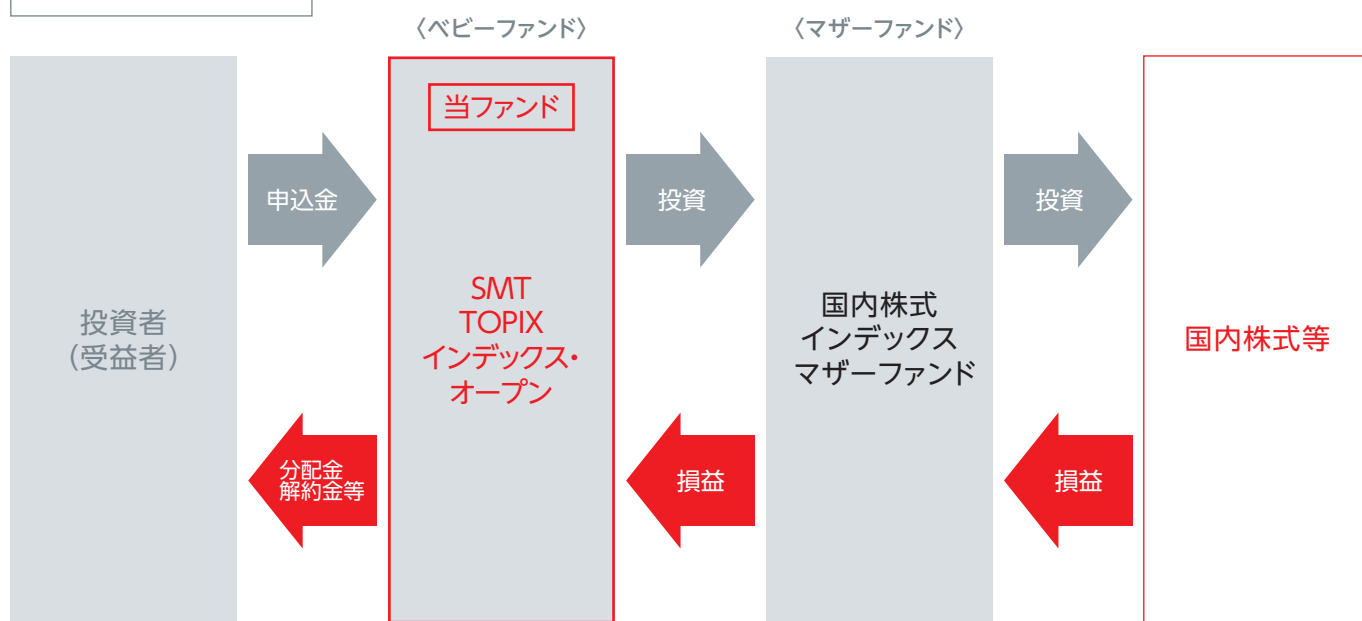 〈ベビーファンド〉
〈マザーファンド〉
当ファンド
申込金
投資
投資
投資者
(受益者)
SMT
TOPIX
インデックス・
オープン
国内株式
インデックス
マザーファンド
国内株式等
分配金
解約金等
損益
損益